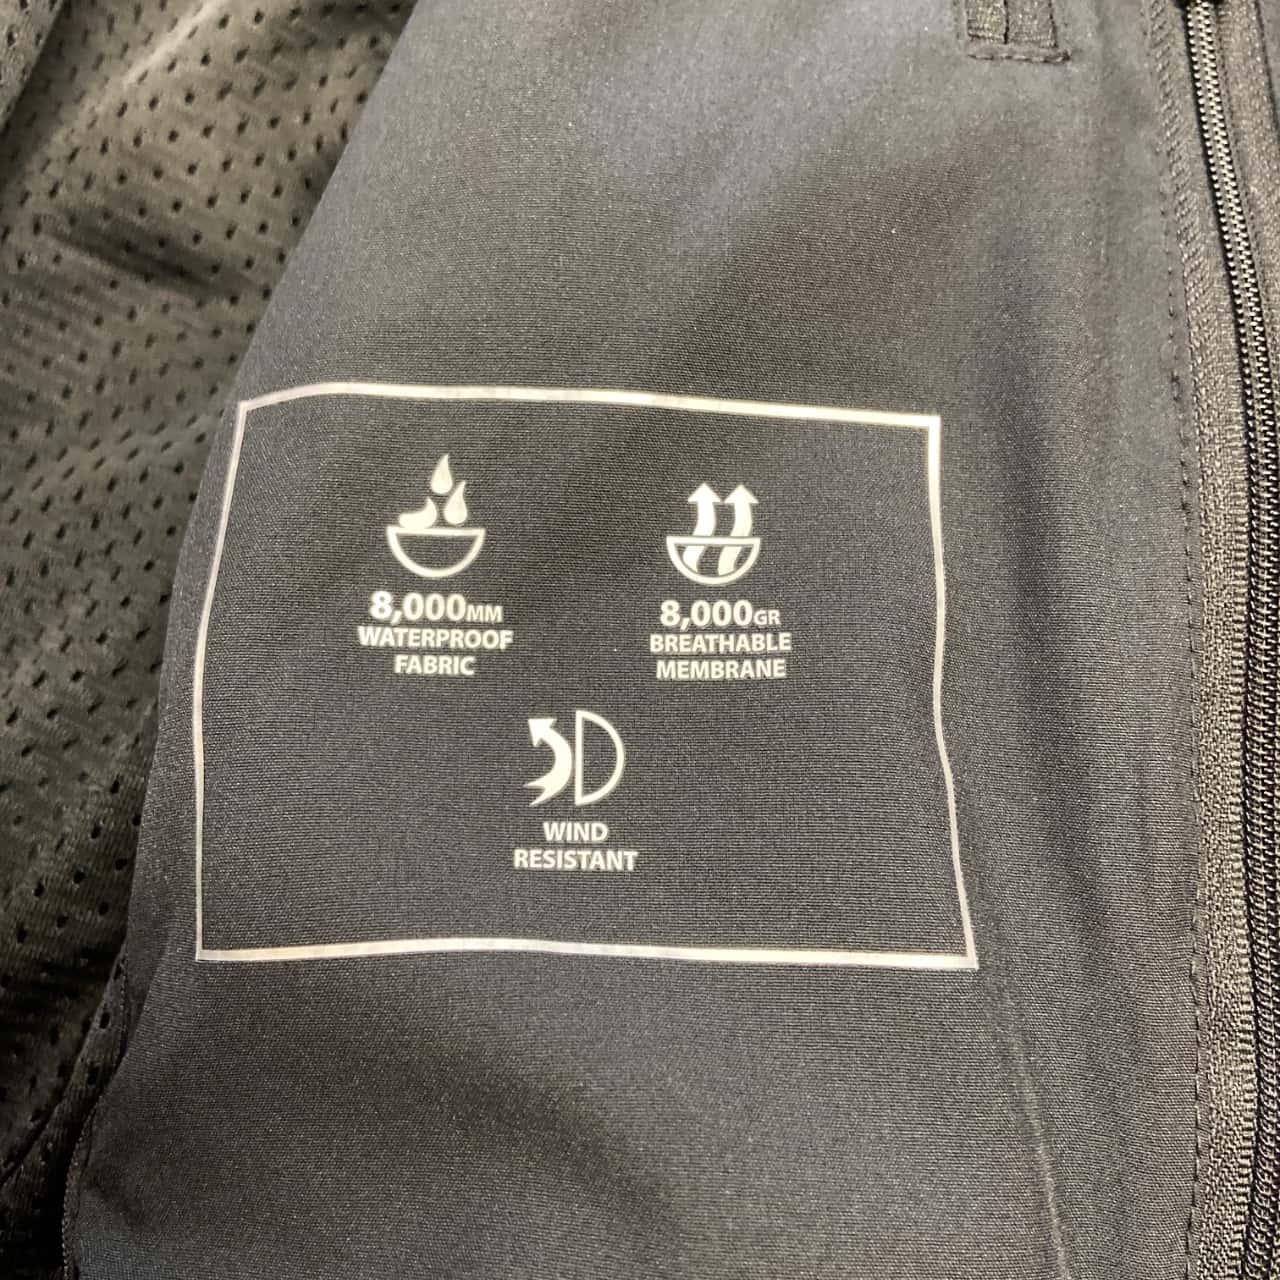 8,000MM
WATERPROOF
FABRIC
8,000GR
BREATHABLE
MEMBRANE
WIND
RESISTANT